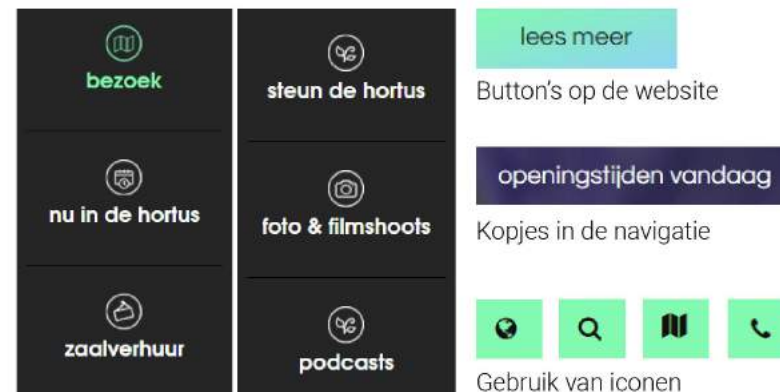 bezoek
nu in de hortus
zaalverhuur
steun de hortus
foto & filmshoots
podcasts
lees meer
Button's op de website
openingstijden vandaag
Kopjes in de navigatie
Gebruik van iconen